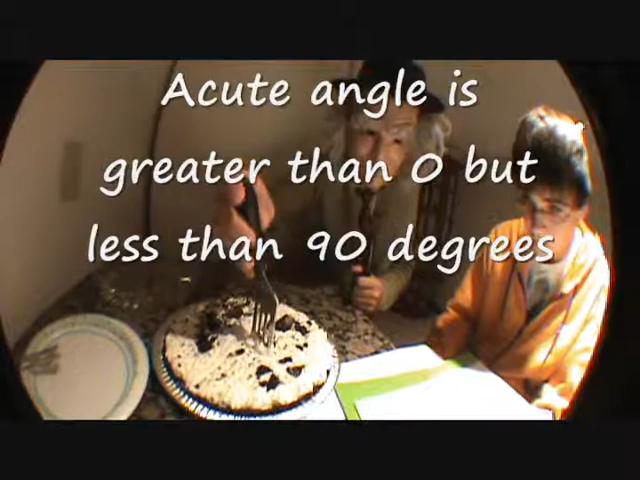 Acute angle is
greater than 0 but
less than 90 degrees